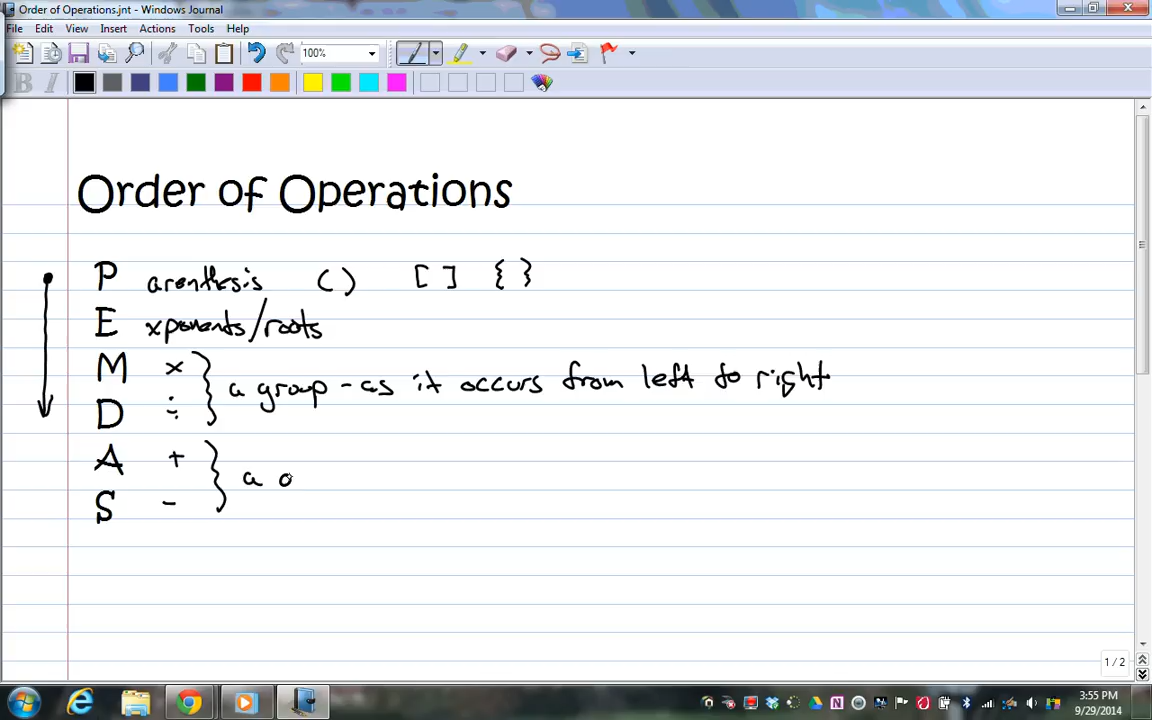 Order of Operations.jnt - Windows Journal
File Edit View Insert Actions Tools Help
100%
B I
Order of Operations
P arenthsis ( ) [ ] { }
E xponents/roots
M ×
a group - as it occurs from left to right
D ÷
A +
a
S -
1 / 2
3:55 PM
9/29/2014